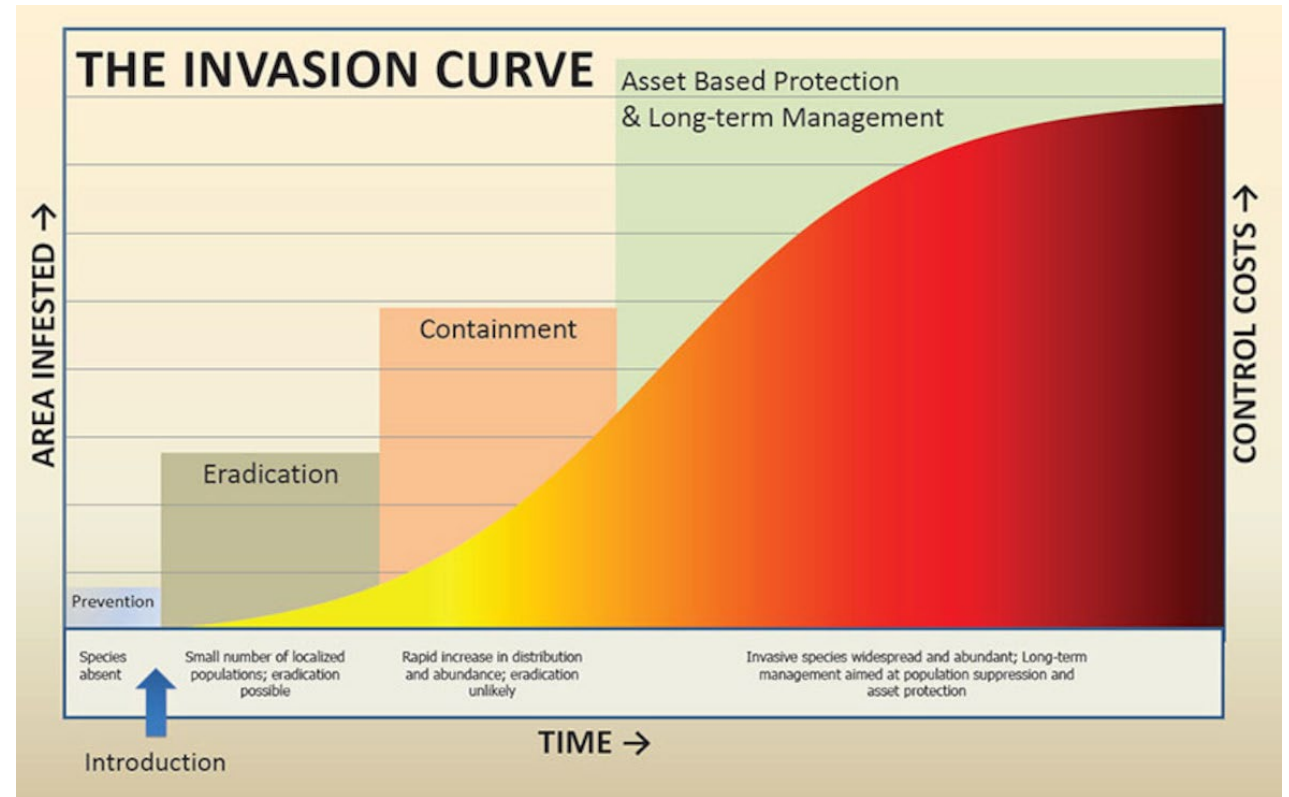 THE INVASION CURVE
Asset Based Protection
& Long-term Management
Containment
Eradication
Prevention
AREA INFESTED →
CONTROL COSTS →
Species
absent
Small number of localized
populations; eradication
possible
Rapid increase in distribution
and abundance; eradication
unlikely
Invasive species widespread and abundant; Long-term
management aimed at population suppression and
asset protection
TIME →
Introduction